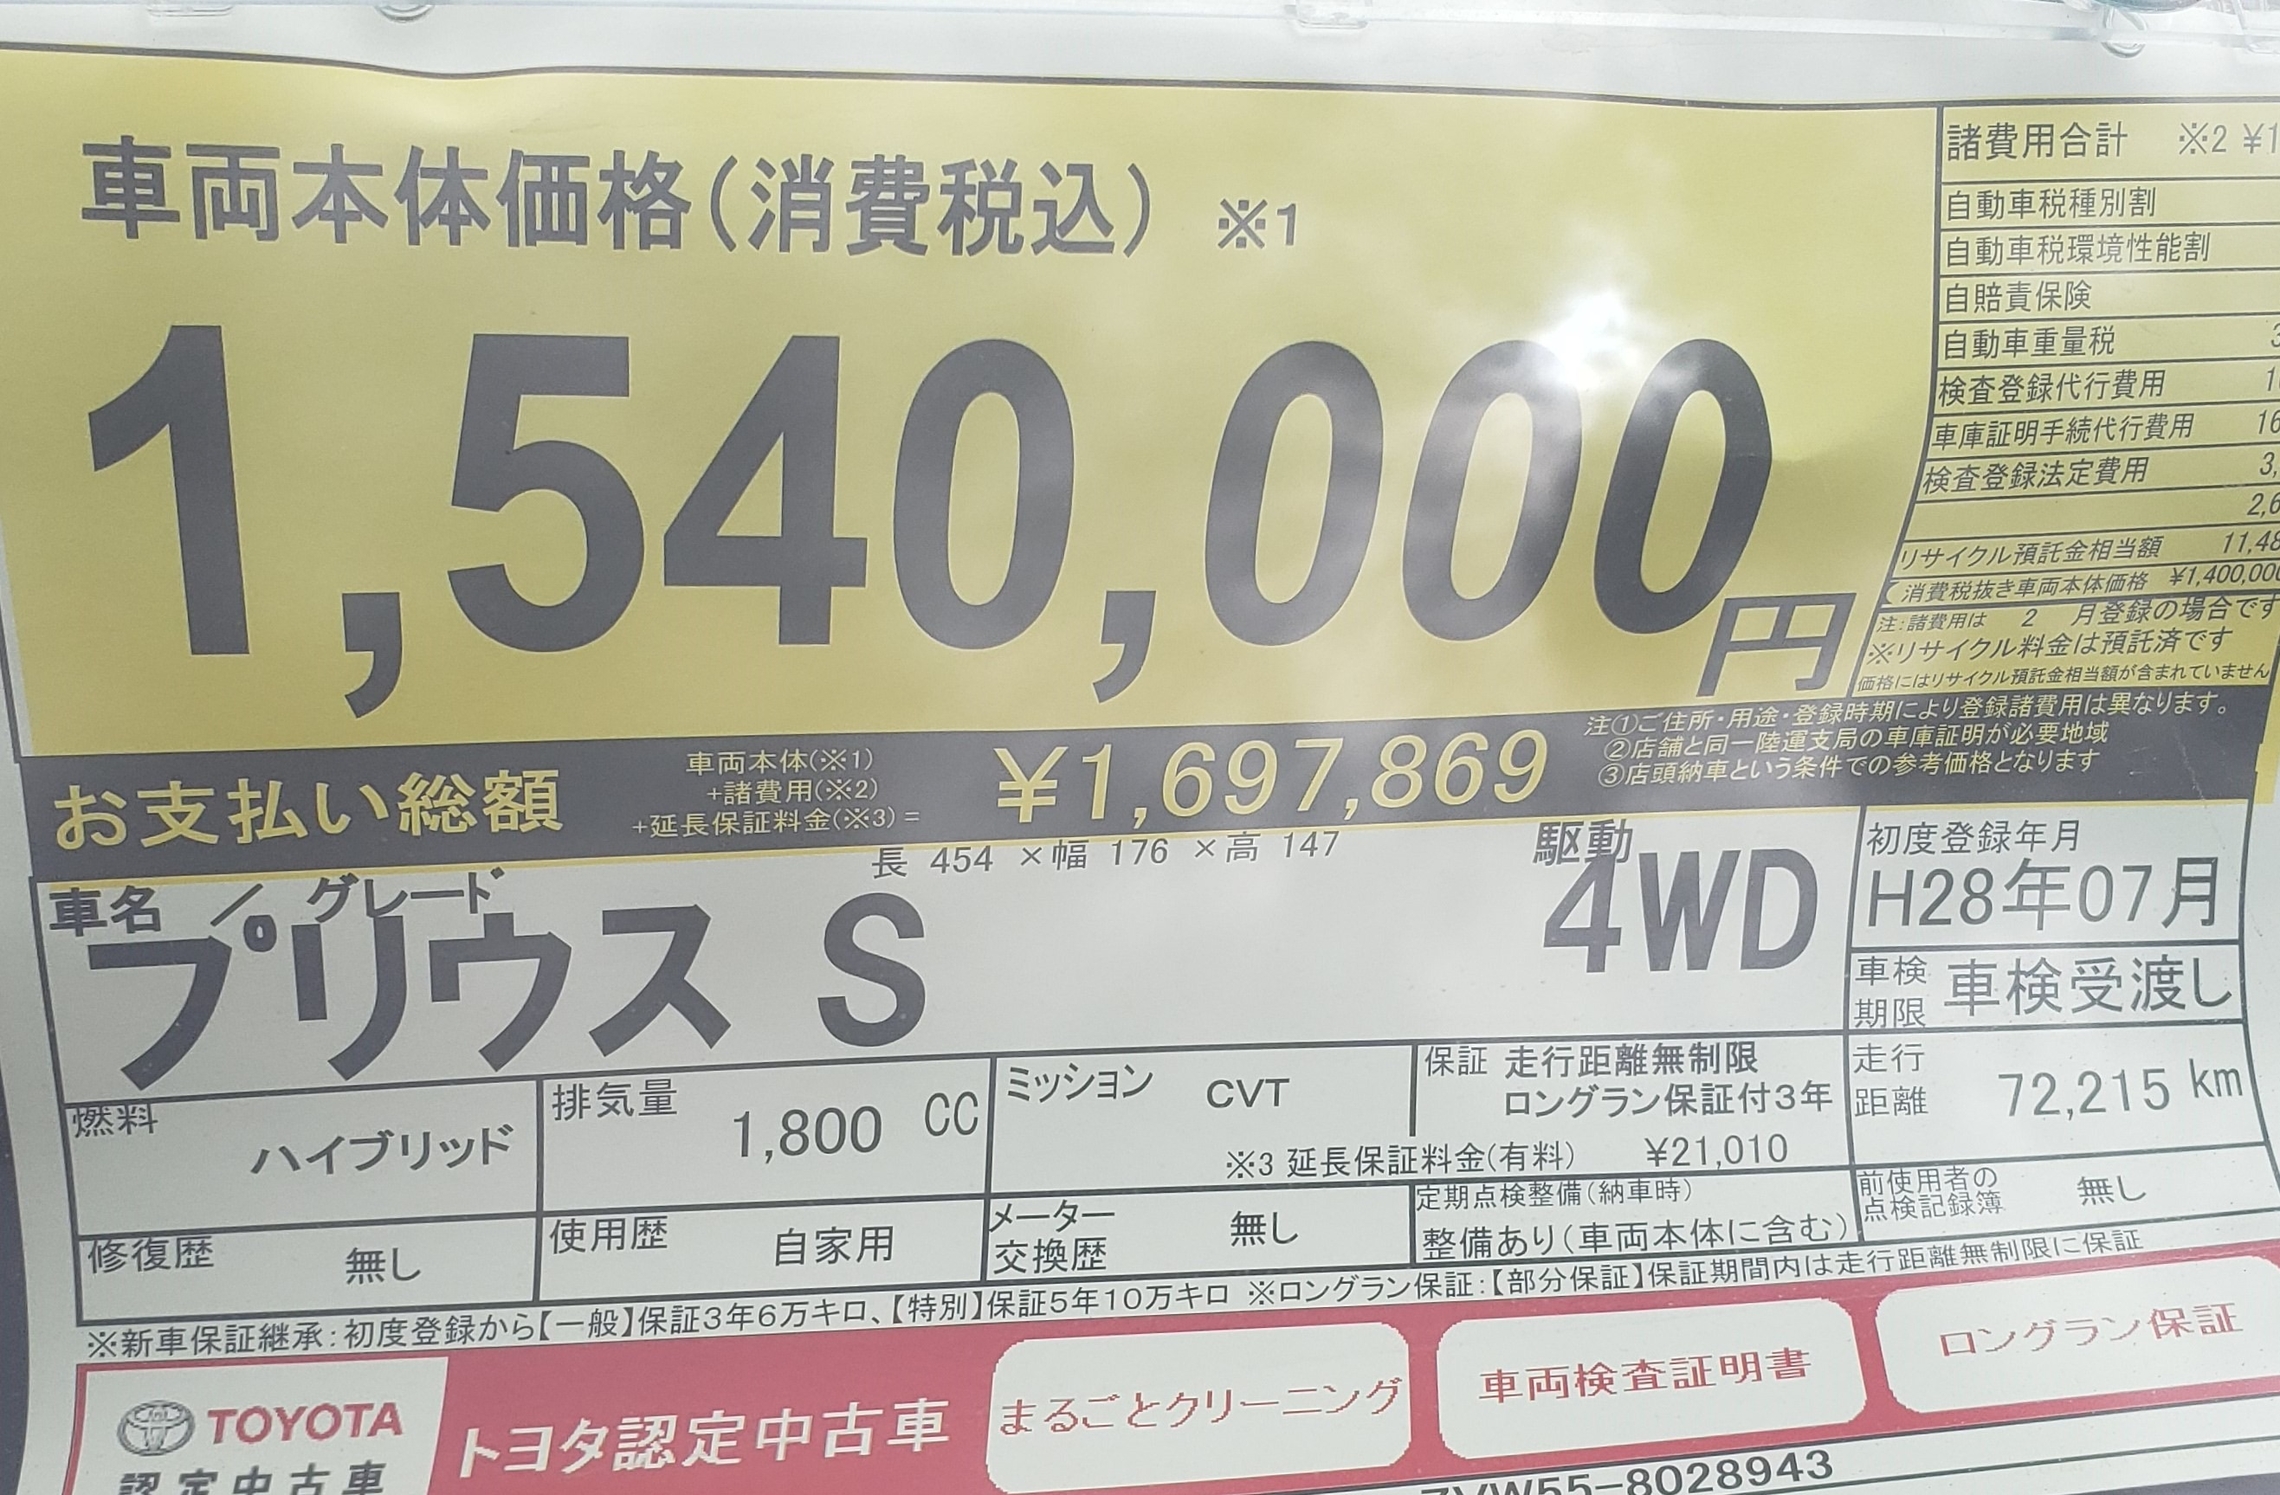 車両本体価格(消費税込) ※1
1,540,000円
諸費用合計 ※2
自動車税種別割
自動車税環境性能割
自賠責保険
自動車重量税
検査登録代行費用
車庫証明手続代行費用
検査登録法定費用
リサイクル預託金相当額
消費税抜き車両本体価格 ¥1,400,000
注:諸費用は 2 月登録の場合です
※リサイクル料金は預託済です
価格にはリサイクル預託金相当額が含まれていません
お支払い総額
車両本体(※1)
+諸費用(※2)
+延長保証料金(※3)=
¥1,697,869
注①ご住所・用途・登録時期により登録諸費用は異なります。
②店舗と同一陸運支局の車庫証明が必要地域
③店頭納車という条件での参考価格となります
長 454 ×幅 176 ×高 147
車名 / グレード
プリウス S
駆動
4WD
初度登録年月
H28年07月
車検期限 車検受渡し
燃料 ハイブリッド
排気量 1,800 CC
ミッション CVT
保証 走行距離無制限
ロングラン保証付3年
※3 延長保証料金(有料) ¥21,010
走行距離 72,215 km
修復歴 無し
使用歴 自家用
メーター交換歴 無し
定期点検整備(納車時)
整備あり(車両本体に含む)
前使用者の点検記録簿 無し
※新車保証継承:初度登録から【一般】保証3年6万キロ、【特別】保証5年10万キロ ※ロングラン保証:【部分保証】保証期間内は走行距離無制限に保証
TOYOTA
認定中古車
トヨタ認定中古車
まるごとクリーニング
車両検査証明書
ロングラン保証
ZVW55-8028943